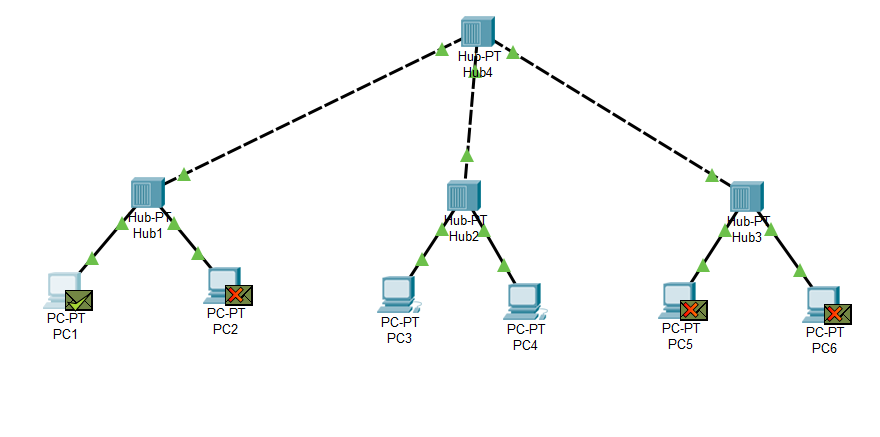 Hub-PT
Hub4
Hub-PT
Hub1
Hub-PT
Hub2
Hub-PT
Hub3
PC-PT
PC1
PC-PT
PC2
PC-PT
PC3
PC-PT
PC4
PC-PT
PC5
PC-PT
PC6